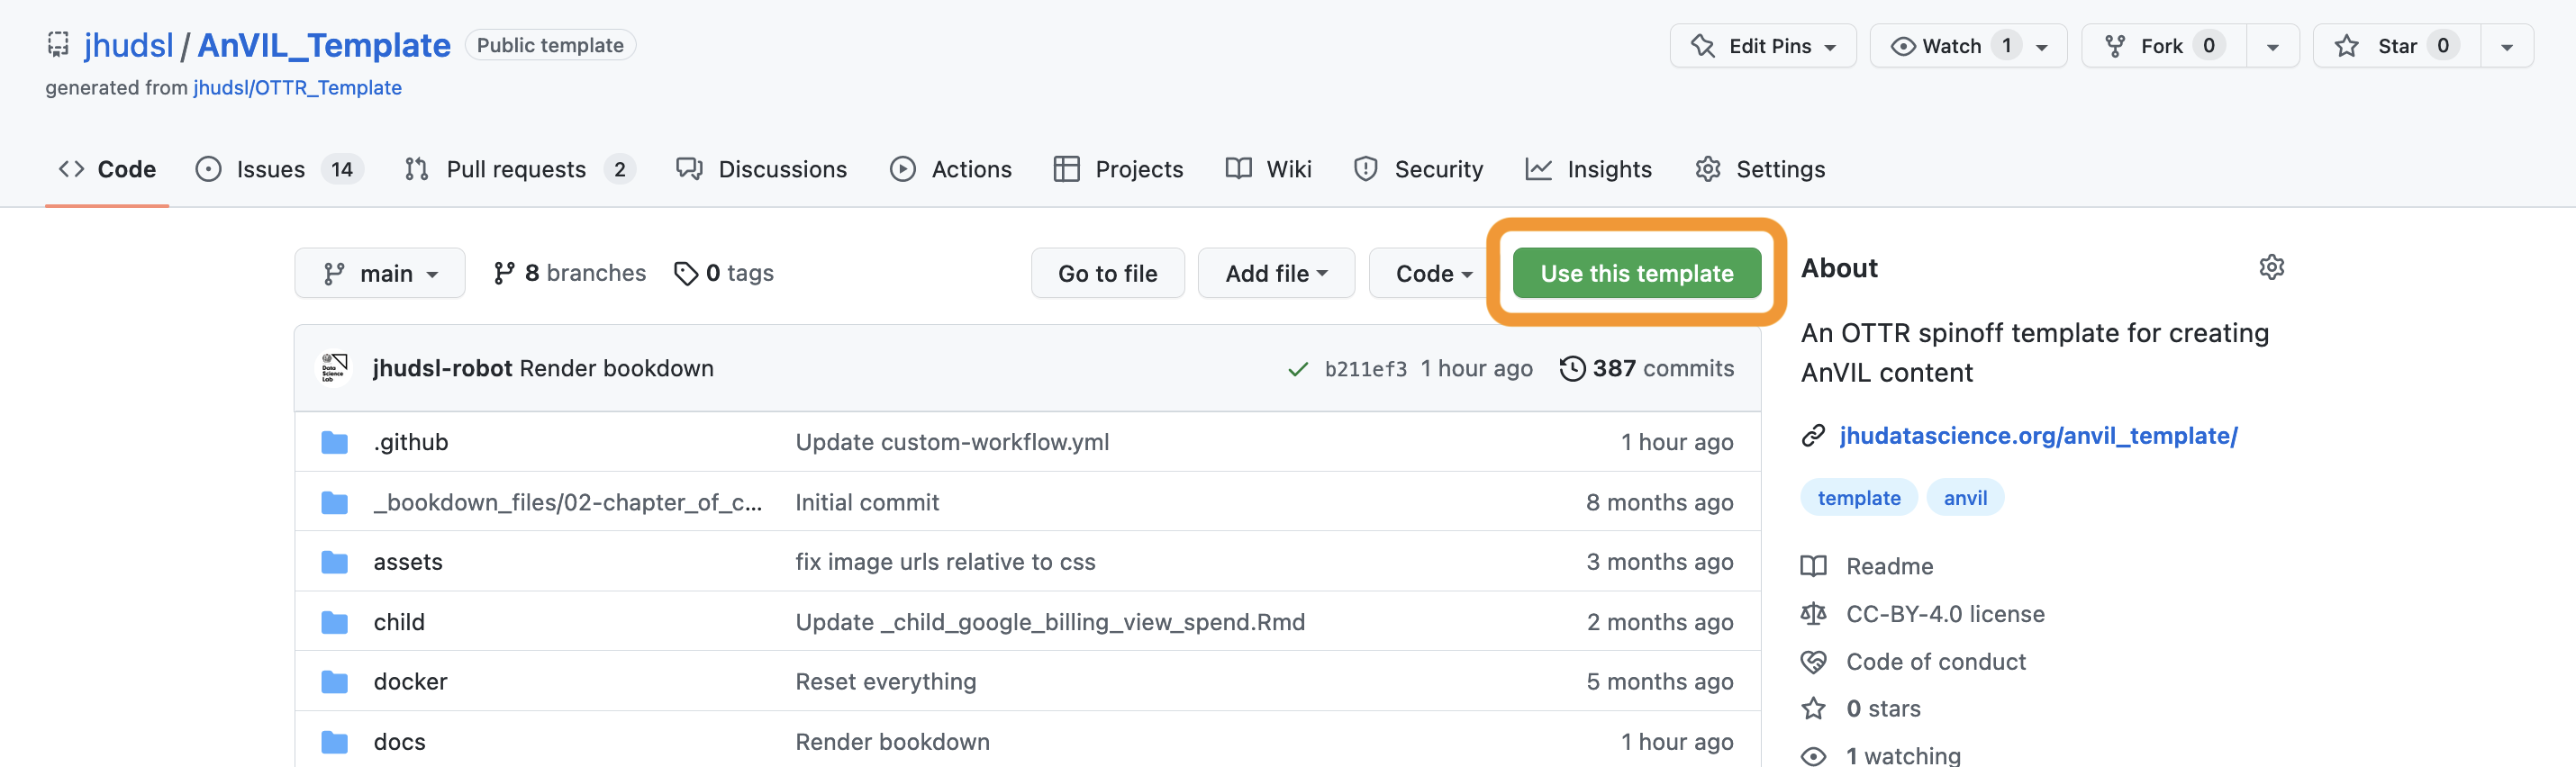 jhudsl / AnVIL_Template Public template Edit Pins Watch 1 Fork 0 Star 0
generated from jhudsl/OTTR_Template
Code Issues 14 Pull requests 2 Discussions Actions Projects Wiki Security Insights Settings
main 8 branches 0 tags Go to file Add file Code Use this template
jhudsl-robot Render bookdown b211ef3 1 hour ago 387 commits
.github Update custom-workflow.yml 1 hour ago
_bookdown_files/02-chapter_of_c... Initial commit 8 months ago
assets fix image urls relative to css 3 months ago
child Update _child_google_billing_view_spend.Rmd 2 months ago
docker Reset everything 5 months ago
docs Render bookdown 1 hour ago
About
An OTTR spinoff template for creating
AnVIL content
jhudatascience.org/anvil_template/
template anvil
Readme
CC-BY-4.0 license
Code of conduct
0 stars
1 watching
Data
Science
Lab